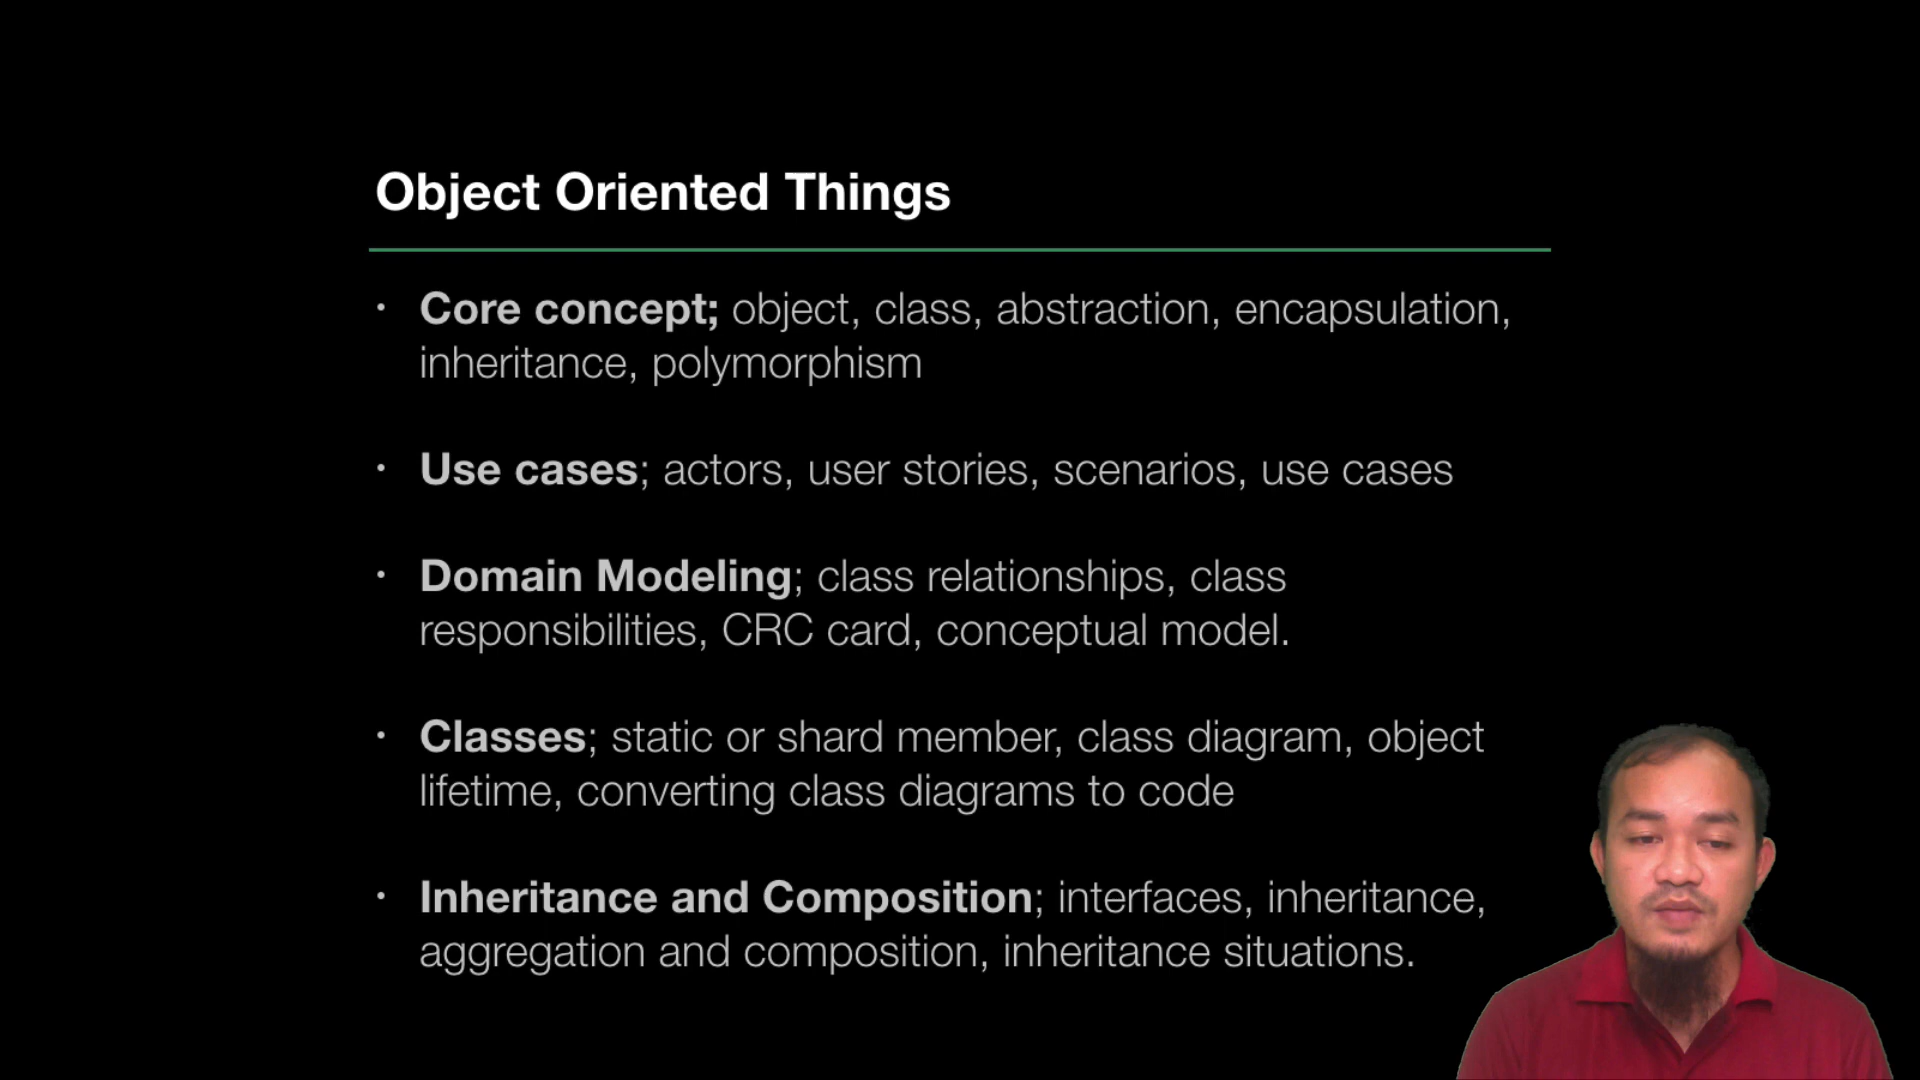 Object Oriented Things
• Core concept; object, class, abstraction, encapsulation,
inheritance, polymorphism
• Use cases; actors, user stories, scenarios, use cases
• Domain Modeling; class relationships, class
responsibilities, CRC card, conceptual model.
• Classes; static or shard member, class diagram, object
lifetime, converting class diagrams to code
• Inheritance and Composition; interfaces, inheritance,
aggregation and composition, inheritance situations.